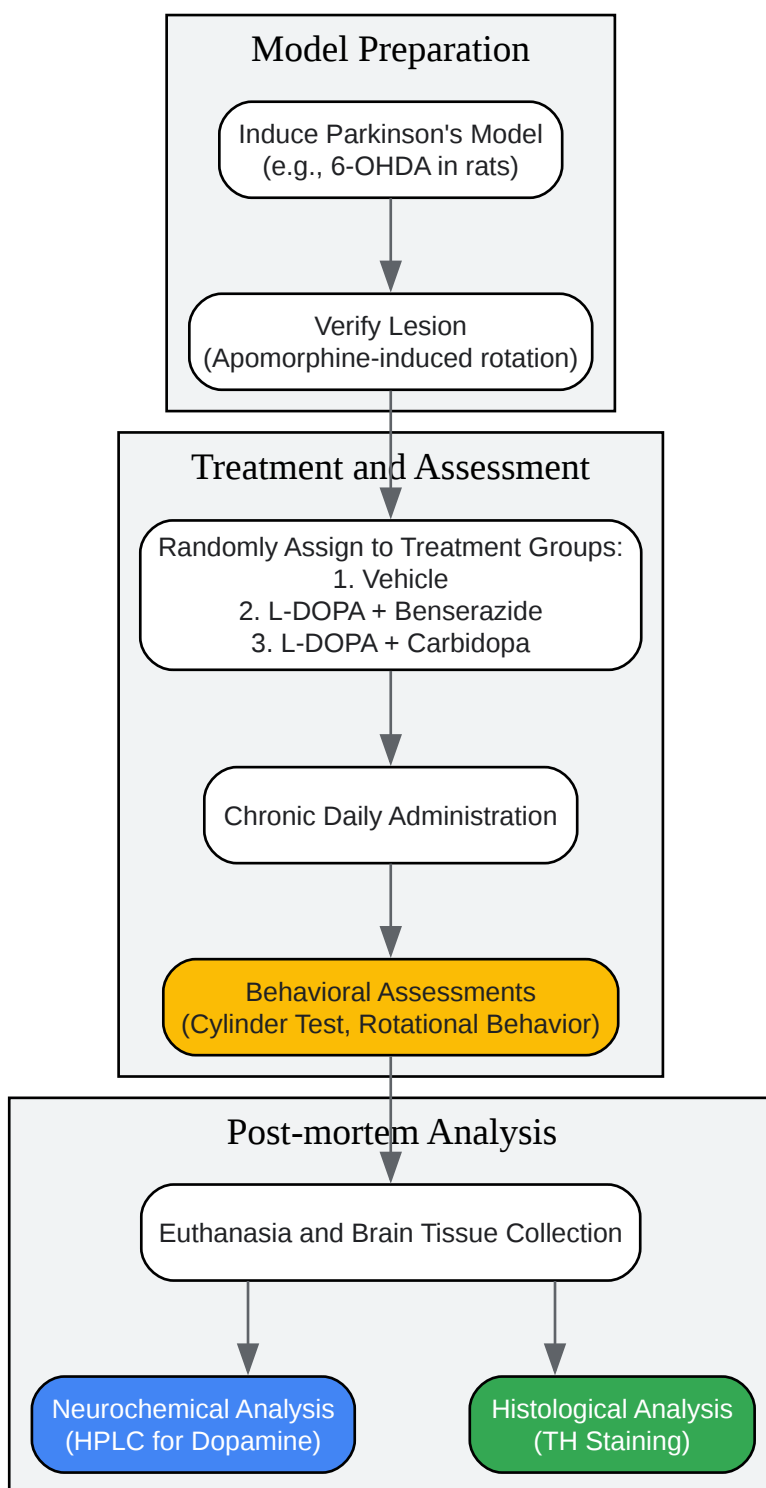 Model Preparation
Induce Parkinson's Model
(e.g., 6-OHDA in rats)
Verify Lesion
(Apomorphine-induced rotation)
Treatment and Assessment
Randomly Assign to Treatment Groups:
1. Vehicle
2. L-DOPA + Benserazide
3. L-DOPA + Carbidopa
Chronic Daily Administration
Behavioral Assessments
(Cylinder Test, Rotational Behavior)
Post-mortem Analysis
Euthanasia and Brain Tissue Collection
Neurochemical Analysis
(HPLC for Dopamine)
Histological Analysis
(TH Staining)